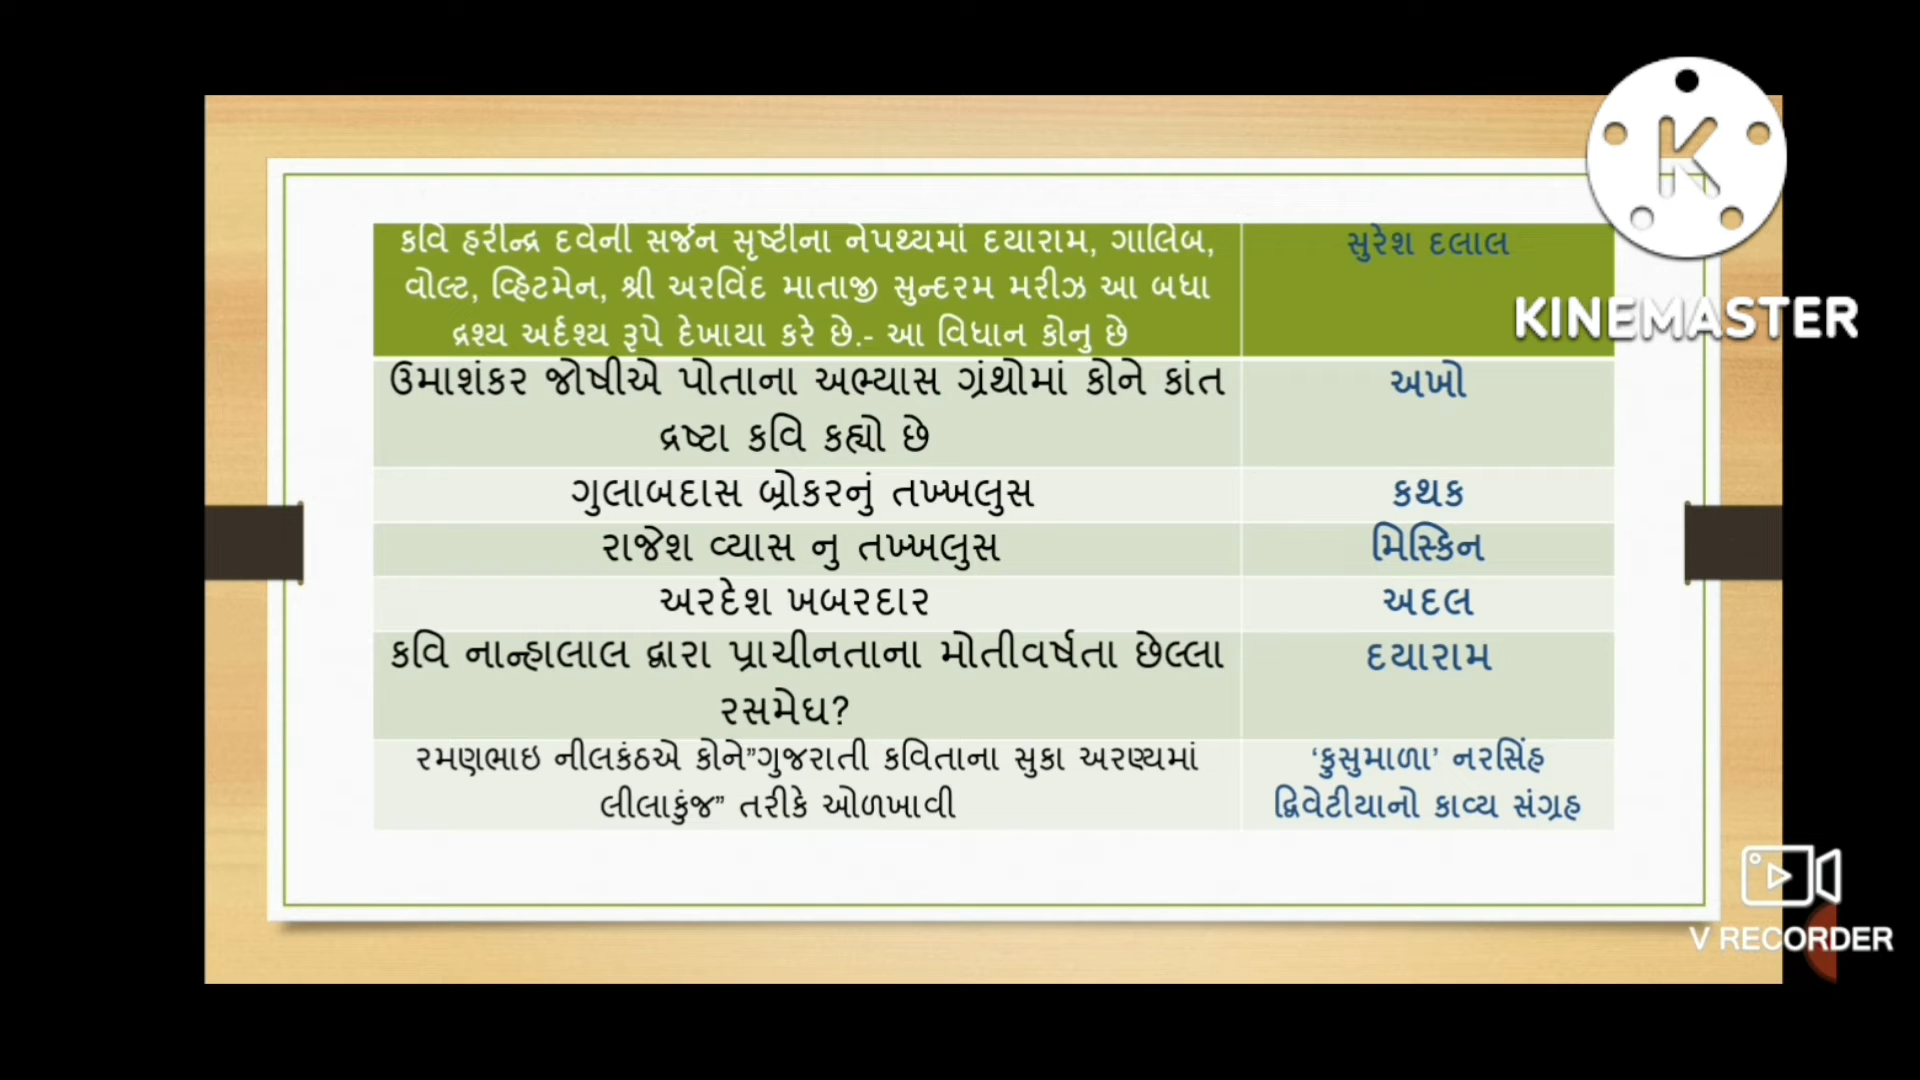 કવિ હરીન્દ્ર દવેની સર્જન સૃષ્ટીના નેપથ્યમાં દયારામ, ગાલિબ,
વોલ્ટ, વ્હિટમેન, શ્રી અરવિંદ માતાજી સુન્દરમ મરીઝ આ બધા
દ્રશ્ય અર્દશ્ય રૂપે દેખાયા કરે છે.- આ વિધાન કોનુ છે
સુરેશ દલાલ
ઉમાશંકર જોષીએ પોતાના અભ્યાસ ગ્રંથોમાં કોને કાંત
દ્રષ્ટા કવિ કહ્યો છે
અખો
ગુલાબદાસ બ્રોકરનું તખ્ખલુસ
કથક
રાજેશ વ્યાસ નુ તખ્ખલુસ
મિસ્કિન
અરદેશ ખબરદાર
અદલ
કવિ નાન્હાલાલ દ્વારા પ્રાચીનતાના મોતીવર્ષતા છેલ્લા
રસમેઘ?
દયારામ
રમણભાઇ નીલકંઠએ કોને”ગુજરાતી કવિતાના સુકા અરણ્યમાં
લીલાકુંજ” તરીકે ઓળખાવી
‘કુસુમાળા’ નરસિંહ
દ્વિવેટીયાનો કાવ્ય સંગ્રહ
K
KINEMASTER
V RECORDER